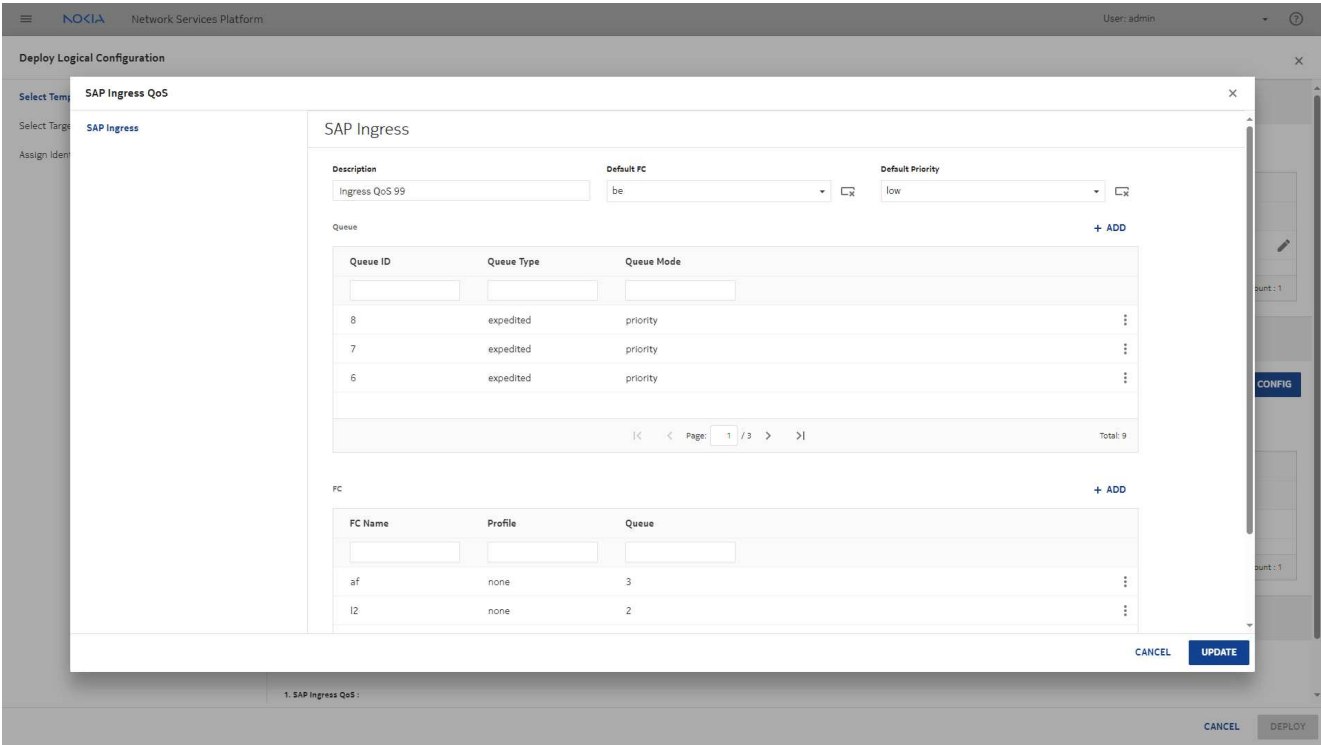 NOKIA Network Services Platform User: admin
Deploy Logical Configuration
Select Temp
SAP Ingress QoS
Select Targe
SAP Ingress
Assign Iden
SAP Ingress
Description Default FC Default Priority
Ingress QoS 99 be low
Queue + ADD
Queue ID Queue Type Queue Mode
8 expedited priority
7 expedited priority
6 expedited priority
Page: 1 / 3 Total: 9
FC + ADD
FC Name Profile Queue
af none 3
l2 none 2
CANCEL UPDATE
ount : 1
CONFIG
ount : 1
1. SAP Ingress QoS :
CANCEL DEPLOY